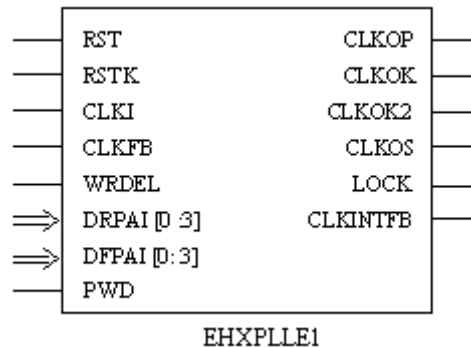 RST
RSTK
CLKI
CLKFB
WRDEL
DRPAI [0 :3]
DFPAI [0: 3]
PWD
CLKOP
CLKOK
CLKOK2
CLKOS
LOCK
CLKINTFB
EHXPLLE1